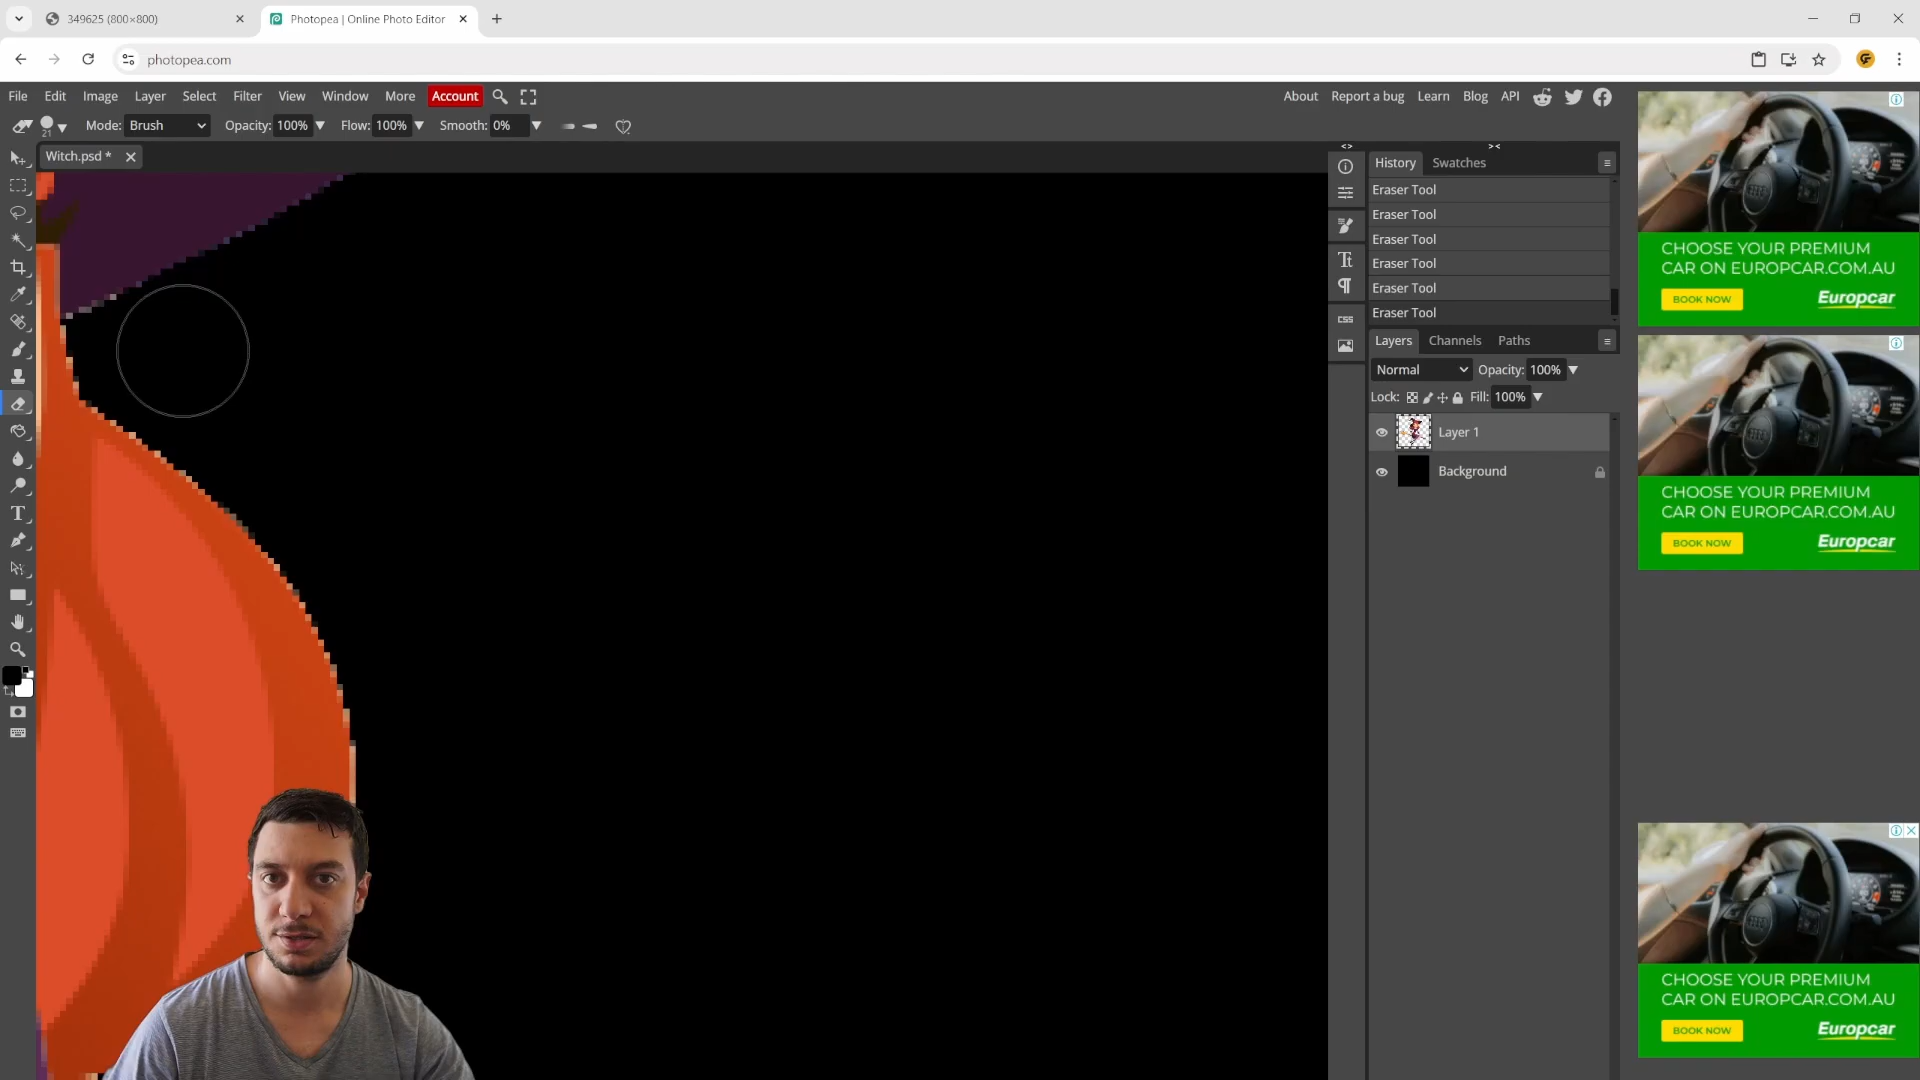 349625 (800×800)
Photopea | Online Photo Editor
photopea.com
File Edit Image Layer Select Filter View Window More Account
About Report a bug Learn Blog API
21 Mode: Brush Opacity: 100% Flow: 100% Smooth: 0%
Witch.psd *
History Swatches
Eraser Tool
Eraser Tool
Eraser Tool
Eraser Tool
Eraser Tool
Eraser Tool
CSS
Layers Channels Paths
Normal Opacity: 100%
Lock: Fill: 100%
Layer 1
Background
CHOOSE YOUR PREMIUM
CAR ON EUROPCAR.COM.AU
BOOK NOW Europcar
CHOOSE YOUR PREMIUM
CAR ON EUROPCAR.COM.AU
BOOK NOW Europcar
CHOOSE YOUR PREMIUM
CAR ON EUROPCAR.COM.AU
BOOK NOW Europcar